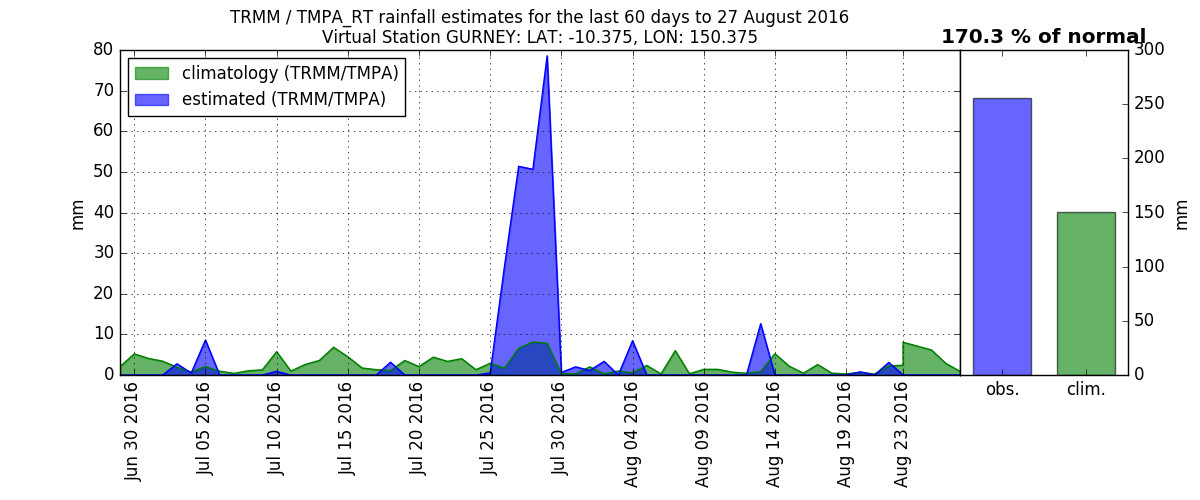 TRMM / TMPA_RT rainfall estimates for the last 60 days to 27 August 2016
Virtual Station GURNEY: LAT: -10.375, LON: 150.375
170.3 % of normal
climatology (TRMM/TMPA)
estimated (TRMM/TMPA)
80
70
60
50
40
30
20
10
0
mm
Jun 30 2016
Jul 05 2016
Jul 10 2016
Jul 15 2016
Jul 20 2016
Jul 25 2016
Jul 30 2016
Aug 04 2016
Aug 09 2016
Aug 14 2016
Aug 19 2016
Aug 23 2016
300
250
200
150
100
50
0
mm
obs.
clim.